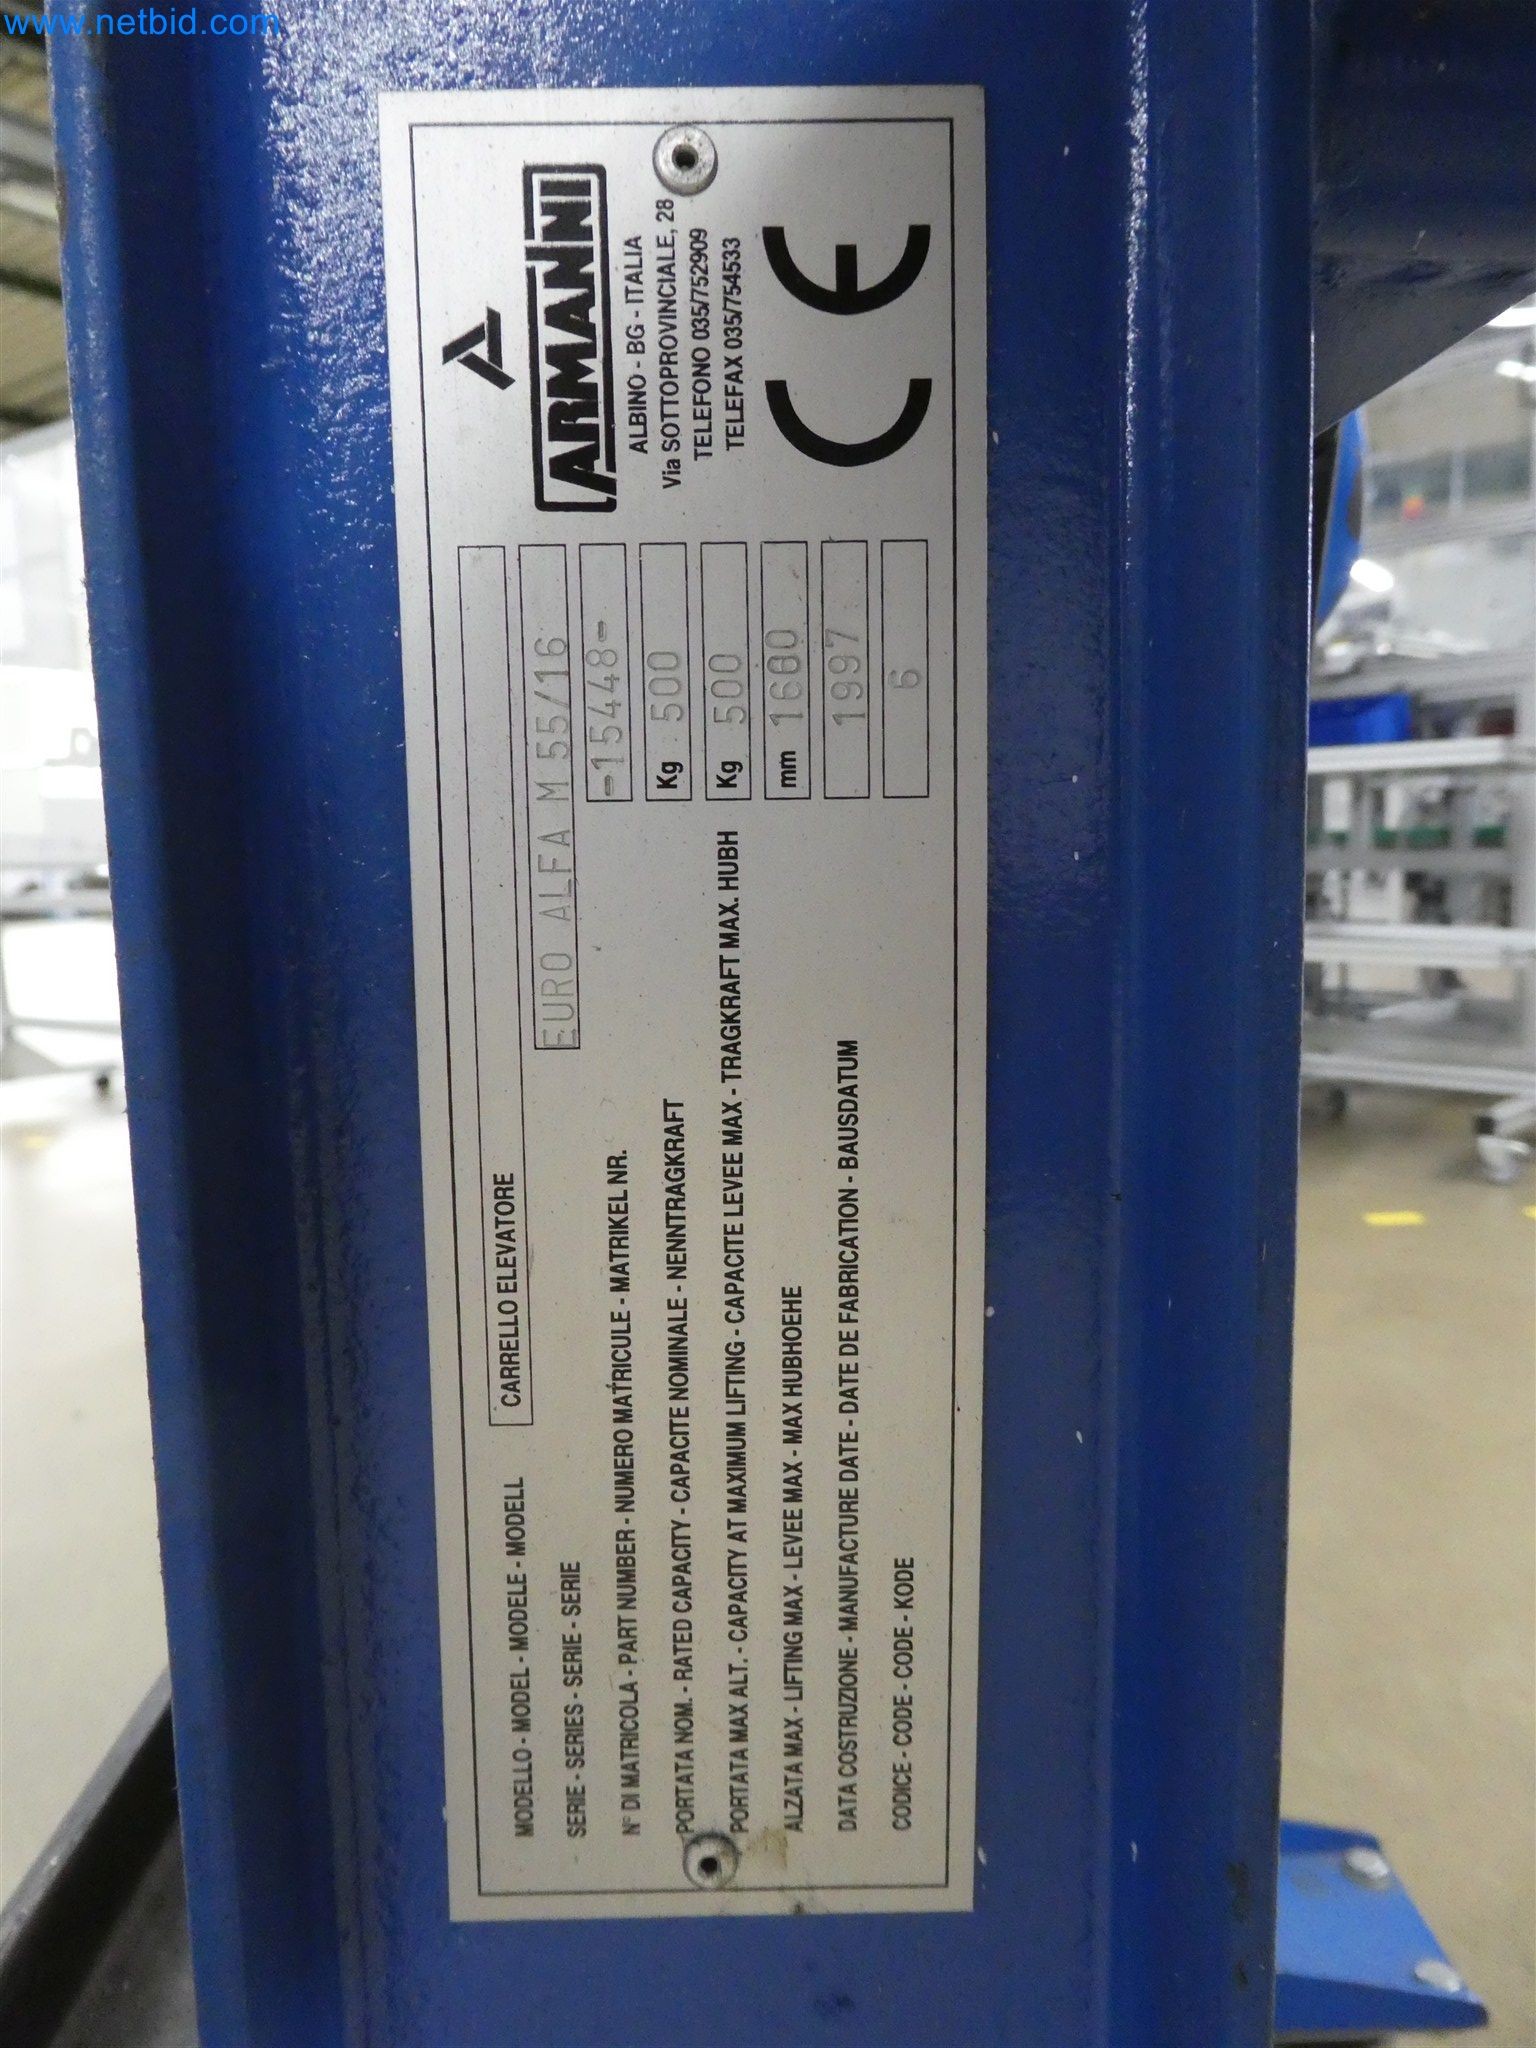 www.netbid.com
ARMANNI
ALBINO - BG - ITALIA
Via SOTTOPROVINCIALE, 28
TELEFONO 035/752909
TELEFAX 035/754533
CE
MODELLO - MODEL - MODELE - MODELL CARRELLO ELEVATORE
SERIE - SERIES - SERIE - SERIE EURO ALFA M 55/16
N° DI MATRICOLA - PART NUMBER - NUMERO MATRICULE - MATRIKEL NR. -15448-
PORTATA NOM. - RATED CAPACITY - CAPACITE NOMINALE - NENNTRAGKRAFT Kg 500
PORTATA MAX ALT. - CAPACITY AT MAXIMUM LIFTING - CAPACITE LEVEE MAX - TRAGKRAFT MAX. HUBH Kg 500
ALZATA MAX - LIFTING MAX - LEVEE MAX - MAX HUBHOEHE mm 1600
DATA COSTRUZIONE - MANUFACTURE DATE - DATE DE FABRICATION - BAUSDATUM 1997
CODICE - CODE - CODE - KODE 6